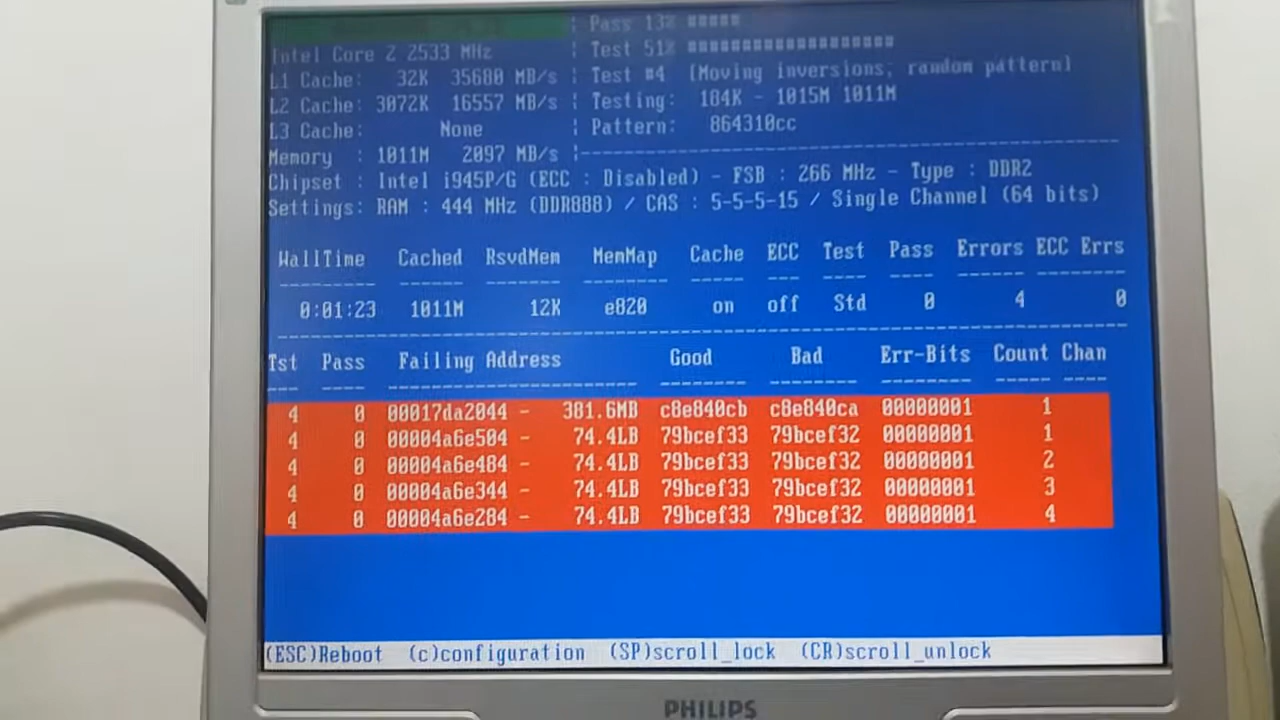 Pass 13%
Intel Core 2 2533 MHz | Test 51%
L1 Cache: 32K 35680 MB/s | Test #4 [Moving inversions, random pattern]
L2 Cache: 3072K 16557 MB/s | Testing: 184K - 1015M 1011M
L3 Cache: None | Pattern: 864310cc
Memory : 1011M 2097 MB/s |
Chipset : Intel i945P/G (ECC : Disabled) - FSB : 266 MHz - Type : DDR2
Settings: RAM : 444 MHz (DDR888) / CAS : 5-5-5-15 / Single Channel (64 bits)
WallTime Cached RsvdMem MemMap Cache ECC Test Pass Errors ECC Errs
0:01:23 1011M 12K e820 on off Std 0 4 0
Tst Pass Failing Address Good Bad Err-Bits Count Chan
4 0 00017da2044 - 381.6MB c8e840cb c8e840ca 00000001 1
4 0 00004a6e504 - 74.4LB 79bcef33 79bcef32 00000001 1
4 0 00004a6e484 - 74.4LB 79bcef33 79bcef32 00000001 2
4 0 00004a6e344 - 74.4LB 79bcef33 79bcef32 00000001 3
4 0 00004a6e284 - 74.4LB 79bcef33 79bcef32 00000001 4
(ESC)Reboot (c)configuration (SP)scroll_lock (CR)scroll_unlock
PHILIPS